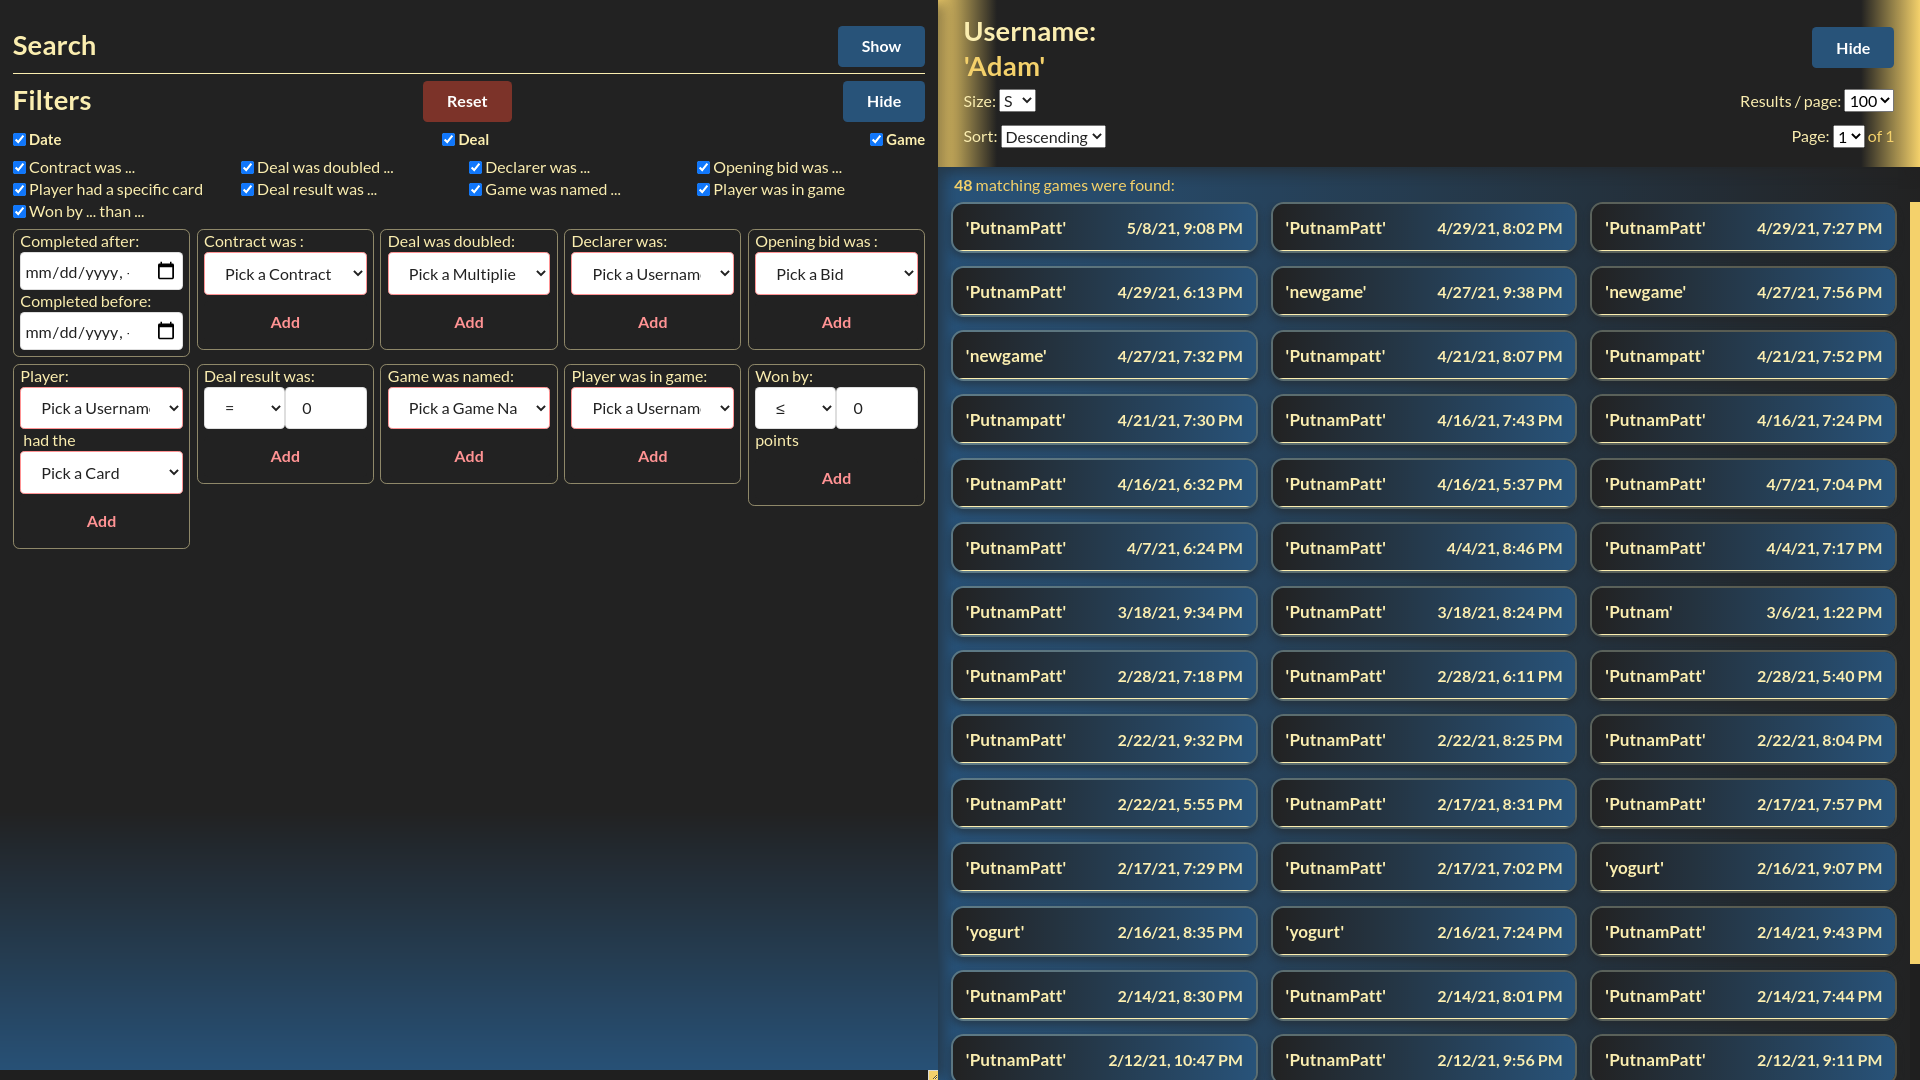 Search
Show
Filters
Reset
Hide
Date
Deal
Game
Contract was ...
Deal was doubled ...
Declarer was ...
Opening bid was ...
Player had a specific card
Deal result was ...
Game was named ...
Player was in game
Won by ... than ...
Completed after:
mm/dd/yyyy, -
Completed before:
mm/dd/yyyy, -
Contract was :
Pick a Contract
Add
Deal was doubled:
Pick a Multiplie
Add
Declarer was:
Pick a Usernam
Add
Opening bid was :
Pick a Bid
Add
Player:
Pick a Usernam
had the
Pick a Card
Add
Deal result was:
= 0
Add
Game was named:
Pick a Game Na
Add
Player was in game:
Pick a Usernam
Add
Won by:
≤ 0
points
Add
Username:
'Adam'
Hide
Size: S
Results / page: 100
Sort: Descending
Page: 1 of 1
48 matching games were found:
'PutnamPatt' 5/8/21, 9:08 PM
'PutnamPatt' 4/29/21, 8:02 PM
'PutnamPatt' 4/29/21, 7:27 PM
'PutnamPatt' 4/29/21, 6:13 PM
'newgame' 4/27/21, 9:38 PM
'newgame' 4/27/21, 7:56 PM
'newgame' 4/27/21, 7:32 PM
'Putnampatt' 4/21/21, 8:07 PM
'Putnampatt' 4/21/21, 7:52 PM
'Putnampatt' 4/21/21, 7:30 PM
'PutnamPatt' 4/16/21, 7:43 PM
'PutnamPatt' 4/16/21, 7:24 PM
'PutnamPatt' 4/16/21, 6:32 PM
'PutnamPatt' 4/16/21, 5:37 PM
'PutnamPatt' 4/7/21, 7:04 PM
'PutnamPatt' 4/7/21, 6:24 PM
'PutnamPatt' 4/4/21, 8:46 PM
'PutnamPatt' 4/4/21, 7:17 PM
'PutnamPatt' 3/18/21, 9:34 PM
'PutnamPatt' 3/18/21, 8:24 PM
'Putnam' 3/6/21, 1:22 PM
'PutnamPatt' 2/28/21, 7:18 PM
'PutnamPatt' 2/28/21, 6:11 PM
'PutnamPatt' 2/28/21, 5:40 PM
'PutnamPatt' 2/22/21, 9:32 PM
'PutnamPatt' 2/22/21, 8:25 PM
'PutnamPatt' 2/22/21, 8:04 PM
'PutnamPatt' 2/22/21, 5:55 PM
'PutnamPatt' 2/17/21, 8:31 PM
'PutnamPatt' 2/17/21, 7:57 PM
'PutnamPatt' 2/17/21, 7:29 PM
'PutnamPatt' 2/17/21, 7:02 PM
'yogurt' 2/16/21, 9:07 PM
'yogurt' 2/16/21, 8:35 PM
'yogurt' 2/16/21, 7:24 PM
'PutnamPatt' 2/14/21, 9:43 PM
'PutnamPatt' 2/14/21, 8:30 PM
'PutnamPatt' 2/14/21, 8:01 PM
'PutnamPatt' 2/14/21, 7:44 PM
'PutnamPatt' 2/12/21, 10:47 PM
'PutnamPatt' 2/12/21, 9:56 PM
'PutnamPatt' 2/12/21, 9:11 PM